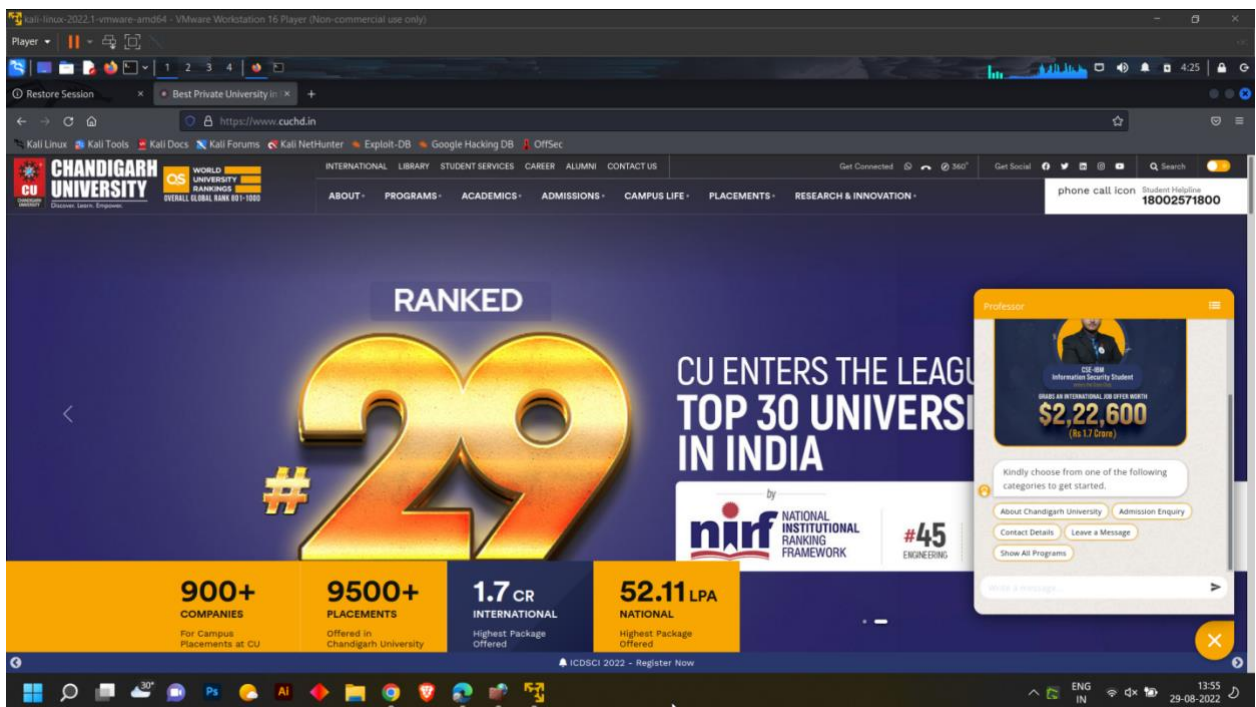 kali-linux-2022.1-vmware-amd64 - VMware Workstation 16 Player (Non-commercial use only)
Player
1 2 3 4
4:25
Restore Session
Best Private University in
https://www.cuchd.in
Kali Linux Kali Tools Kali Docs Kali Forums Kali NetHunter Exploit-DB Google Hacking DB OffSec
CHANDIGARH
UNIVERSITY
Discover. Learn. Empower.
CU
CHANDIGARH
UNIVERSITY
QS WORLD
UNIVERSITY
RANKINGS
OVERALL GLOBAL RANK 801-1000
INTERNATIONAL LIBRARY STUDENT SERVICES CAREER ALUMNI CONTACT US
Get Connected 360°
Get Social
Search
ABOUT PROGRAMS ACADEMICS ADMISSIONS CAMPUS LIFE PLACEMENTS RESEARCH & INNOVATION
phone call icon Student Helpline
18002571800
RANKED
#29
CU ENTERS THE LEAGU
TOP 30 UNIVERSI
IN INDIA
by
nirf NATIONAL
INSTITUTIONAL
RANKING
FRAMEWORK
#45
ENGINEERING
Professor
CSE-IBM
Information Security Student
GRABS AN INTERNATIONAL JOB OFFER WORTH
$2,22,600
(Rs 1.7 Crore)
Kindly choose from one of the following
categories to get started.
About Chandigarh University Admission Enquiry
Contact Details Leave a Message
Show All Programs
Write a message...
900+
COMPANIES
For Campus
Placements at CU
9500+
PLACEMENTS
Offered in
Chandigarh University
1.7 CR
INTERNATIONAL
Highest Package
Offered
52.11 LPA
NATIONAL
Highest Package
Offered
ICDSCI 2022 - Register Now
30°
Ps
Ai
ENG
IN
13:55
29-08-2022